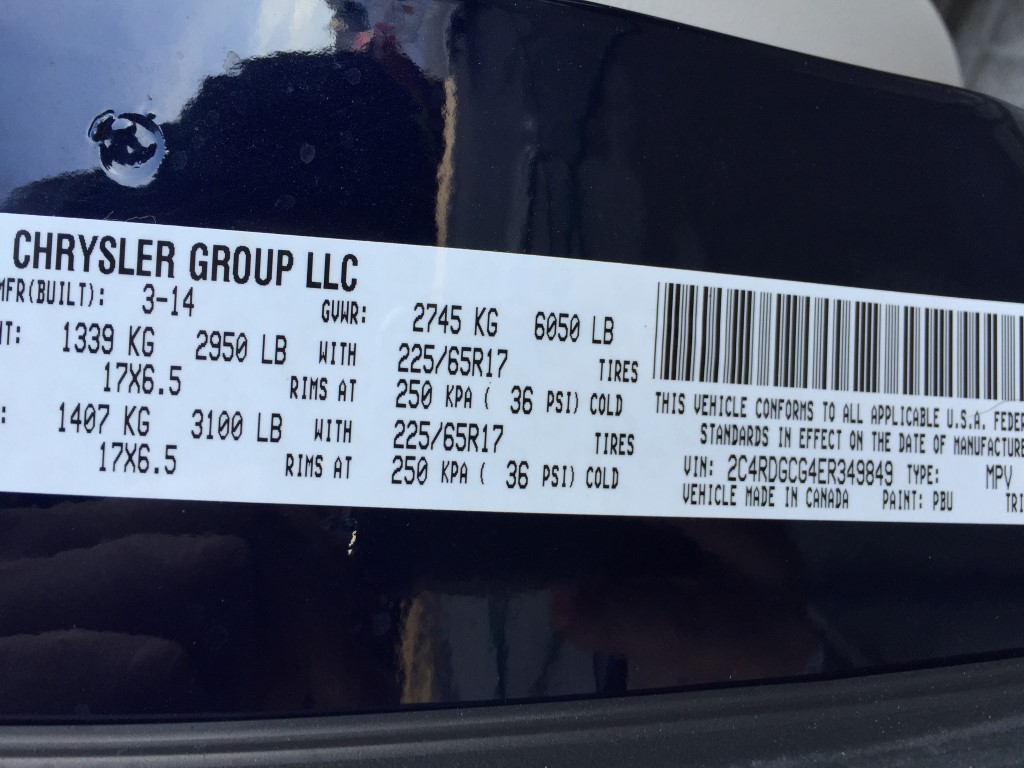 CHRYSLER GROUP LLC
MFR(BUILT): 3-14 GVWR: 2745 KG 6050 LB
1339 KG 2950 LB WITH 225/65R17 TIRES
17X6.5 RIMS AT 250 KPA ( 36 PSI) COLD
1407 KG 3100 LB WITH 225/65R17 TIRES
17X6.5 RIMS AT 250 KPA ( 36 PSI) COLD
THIS VEHICLE CONFORMS TO ALL APPLICABLE U.S.A. FEDER
STANDARDS IN EFFECT ON THE DATE OF MANUFACTURE
VIN: 2C4RDGCG4ER349849 TYPE: MPV
VEHICLE MADE IN CANADA PAINT: PBU TRI